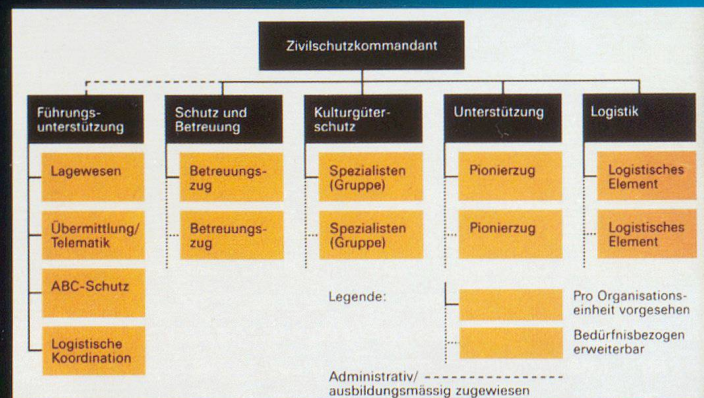 Zivilschutzkommandant
Führungs-
unterstützung
Schutz und
Betreuung
Kulturgüter-
schutz
Unterstützung
Logistik
Lagewesen
Betreuungs-
zug
Spezialisten
(Gruppe)
Pionierzug
Logistisches
Element
Übermittlung/
Telematik
Betreuungs-
zug
Spezialisten
(Gruppe)
Pionierzug
Logistisches
Element
ABC-Schutz
Logistische
Koordination
Legende:
Pro Organisations-
einheit vorgesehen
Bedürfnisbezogen
erweiterbar
Administrativ/
ausbildungsmässig zugewiesen